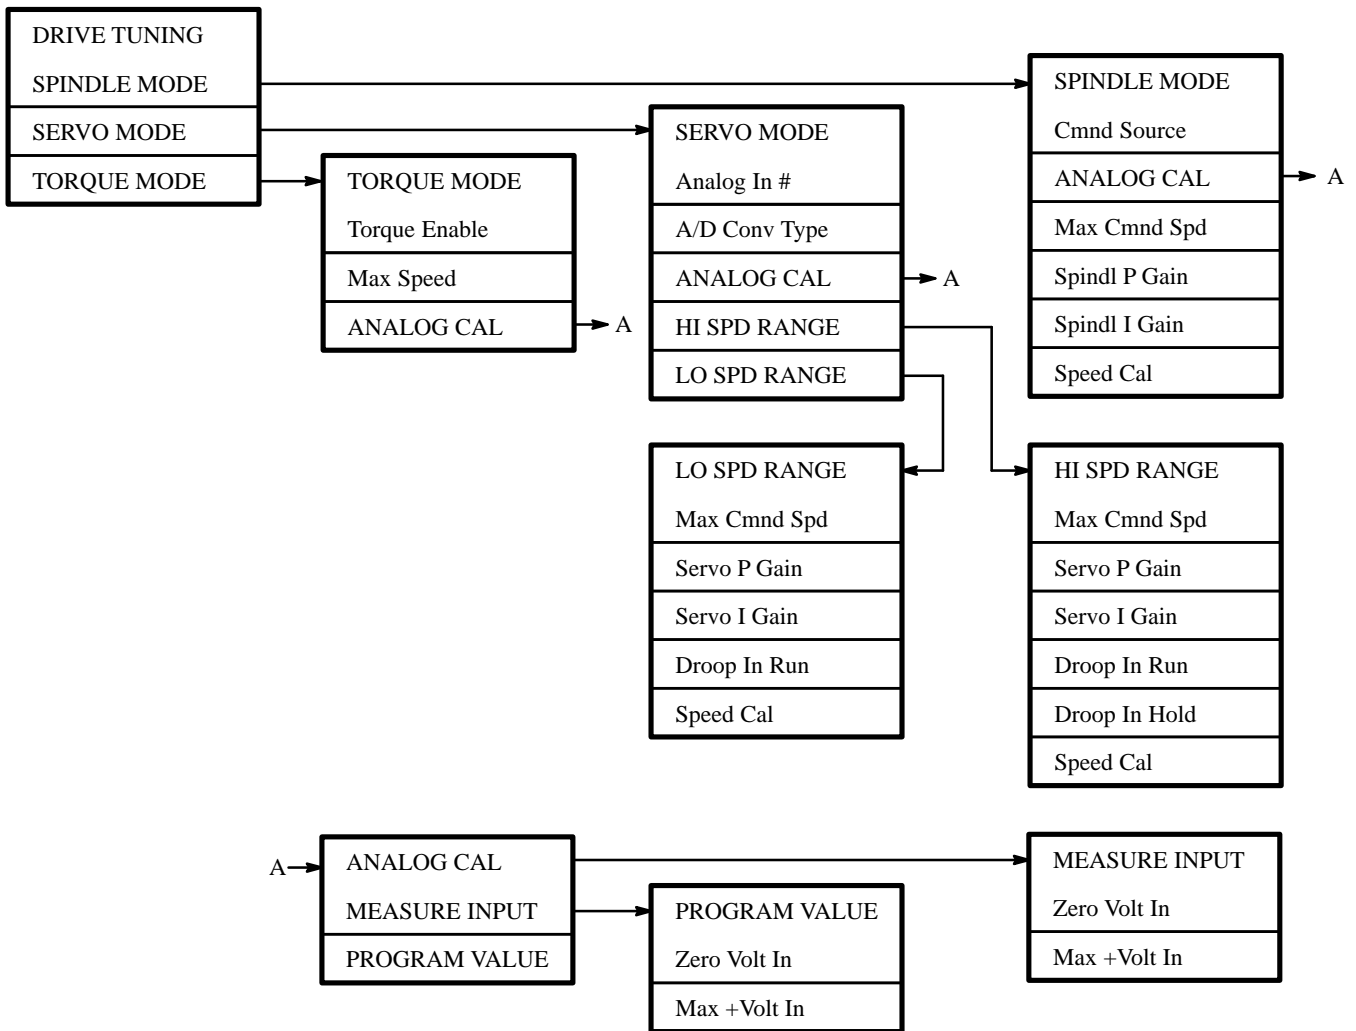 DRIVE TUNING
SPINDLE MODE
SERVO MODE
TORQUE MODE
TORQUE MODE
Torque Enable
Max Speed
ANALOG CAL
A
SERVO MODE
Analog In #
A/D Conv Type
ANALOG CAL
A
HI SPD RANGE
LO SPD RANGE
SPINDLE MODE
Cmnd Source
ANALOG CAL
A
Max Cmnd Spd
Spindl P Gain
Spindl I Gain
Speed Cal
LO SPD RANGE
Max Cmnd Spd
Servo P Gain
Servo I Gain
Droop In Run
Speed Cal
HI SPD RANGE
Max Cmnd Spd
Servo P Gain
Servo I Gain
Droop In Run
Droop In Hold
Speed Cal
A
ANALOG CAL
MEASURE INPUT
PROGRAM VALUE
PROGRAM VALUE
Zero Volt In
Max +Volt In
MEASURE INPUT
Zero Volt In
Max +Volt In